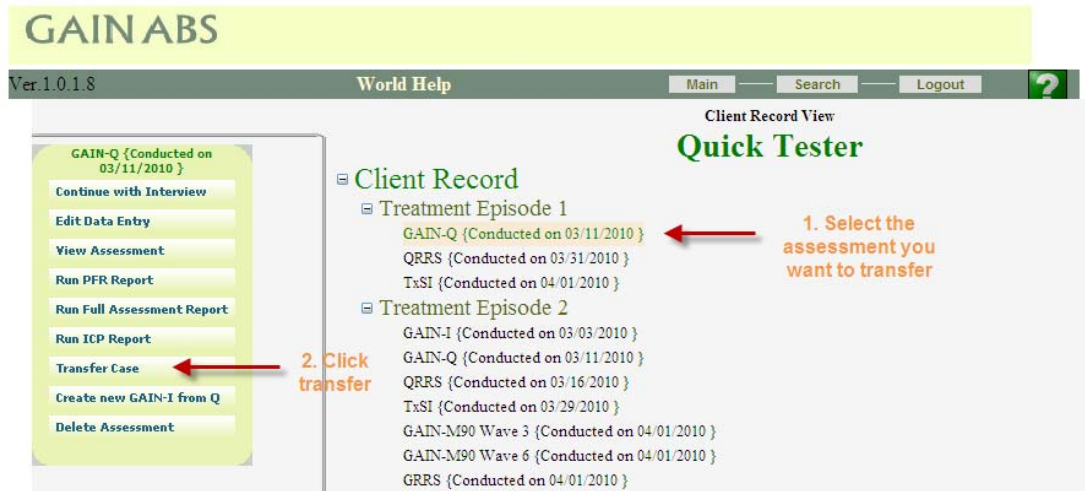 GAIN ABS
Ver.1.0.1.8 World Help Main Search Logout ?
Client Record View
Quick Tester
GAIN-Q {Conducted on
03/11/2010 }
Continue with Interview
Edit Data Entry
View Assessment
Run PFR Report
Run Full Assessment Report
Run ICP Report
Transfer Case
Create new GAIN-I from Q
Delete Assessment
2. Click
transfer
Client Record
Treatment Episode 1
GAIN-Q {Conducted on 03/11/2010 }
QRRS {Conducted on 03/31/2010 }
TxSI {Conducted on 04/01/2010 }
Treatment Episode 2
GAIN-I {Conducted on 03/03/2010 }
GAIN-Q {Conducted on 03/11/2010 }
QRRS {Conducted on 03/16/2010 }
TxSI {Conducted on 03/29/2010 }
GAIN-M90 Wave 3 {Conducted on 04/01/2010 }
GAIN-M90 Wave 6 {Conducted on 04/01/2010 }
GRRS {Conducted on 04/01/2010 }
1. Select the
assessment you
want to transfer